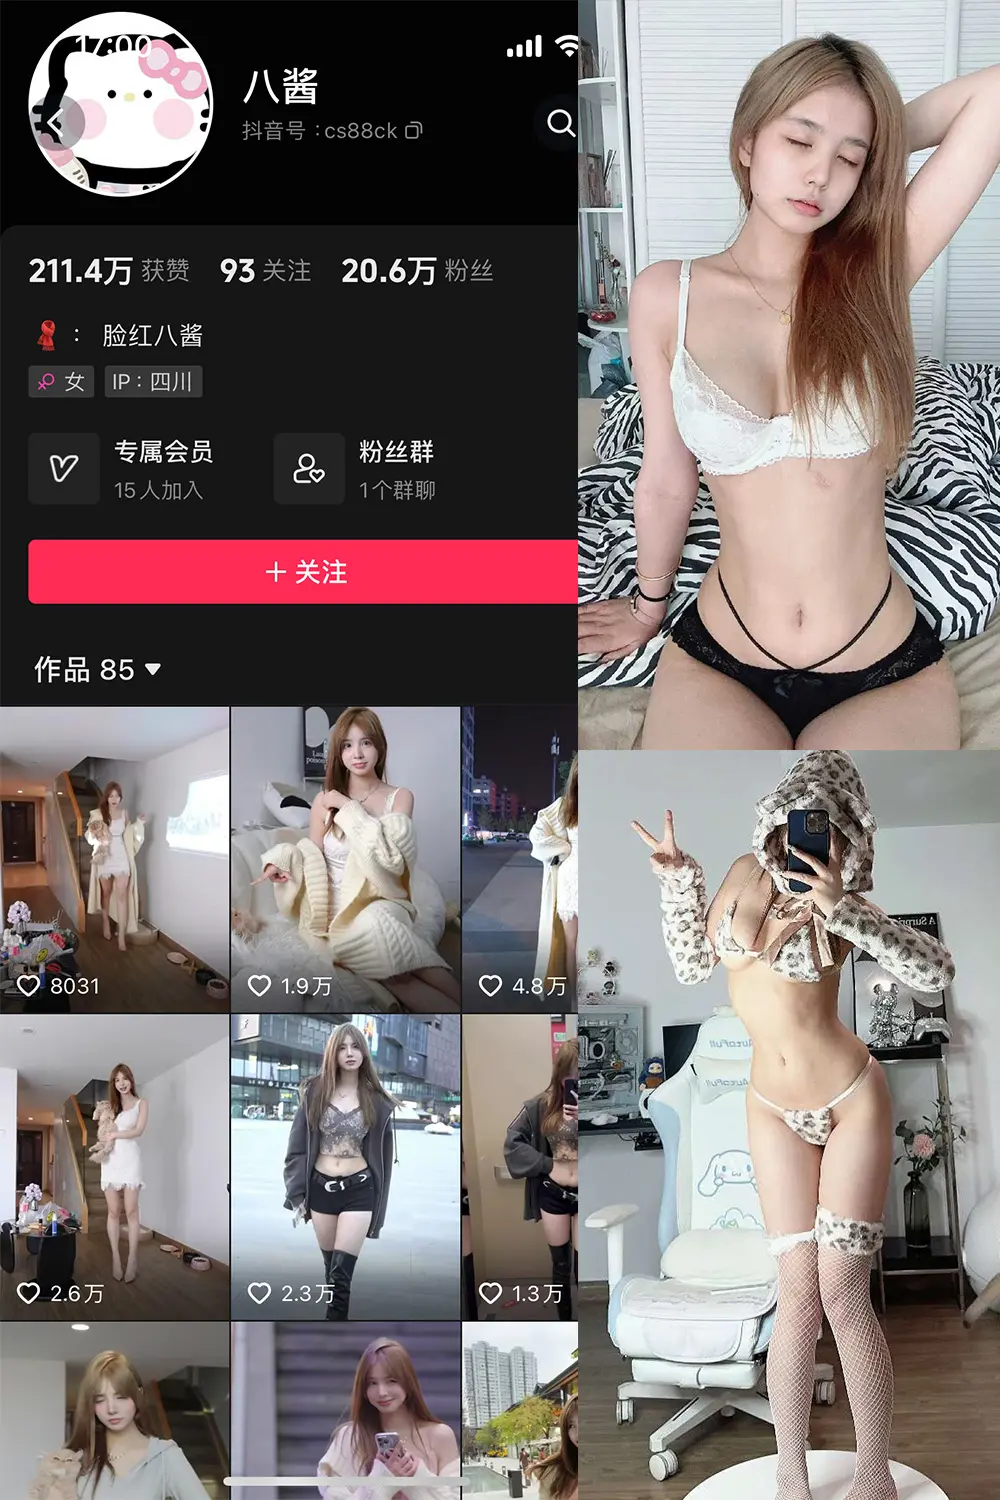 17:00
八酱
抖音号：cs88ck
211.4万 获赞 93 关注 20.6万 粉丝
： 脸红八酱
女 IP：四川
专属会员
15人加入
粉丝群
1个群聊
+ 关注
作品 85
8031
1.9万
4.8万
2.6万
2.3万
1.3万
A Surpri
AutoFull
AutoFull